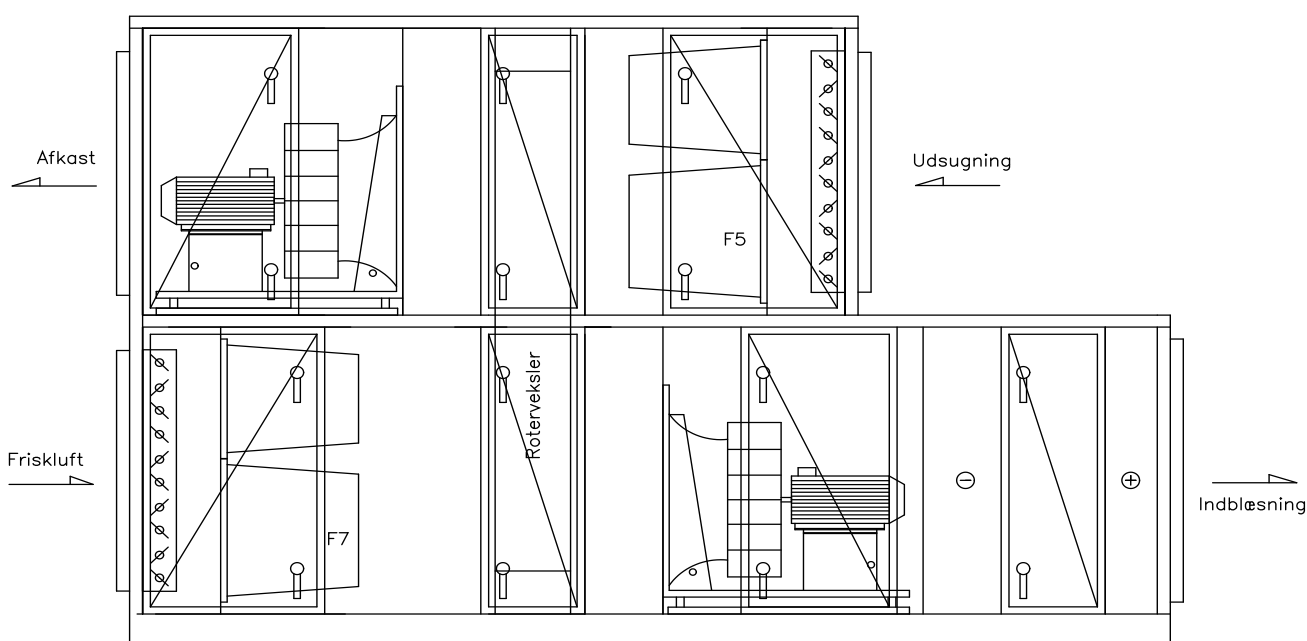 Afkast
Udsugning
F5
Friskluft
F7
Roterveksler
Indblæsning